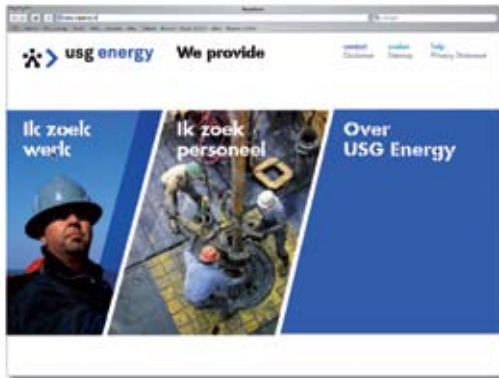 usg energy
We provide
contact
zoeken
help
Disclaimer
Sitemap
Privacy Statement
Ik zoek
werk
Ik zoek
personeel
Over
USG Energy